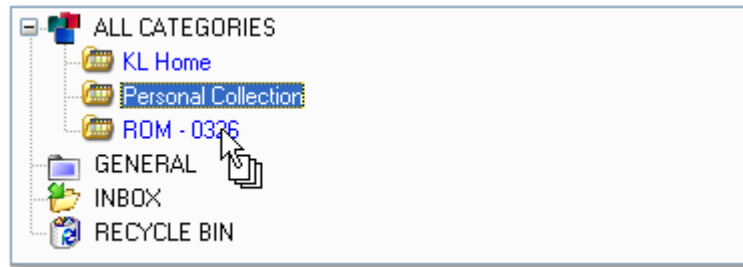 ALL CATEGORIES
KL Home
Personal Collection
ROM - 0326
GENERAL
INBOX
RECYCLE BIN